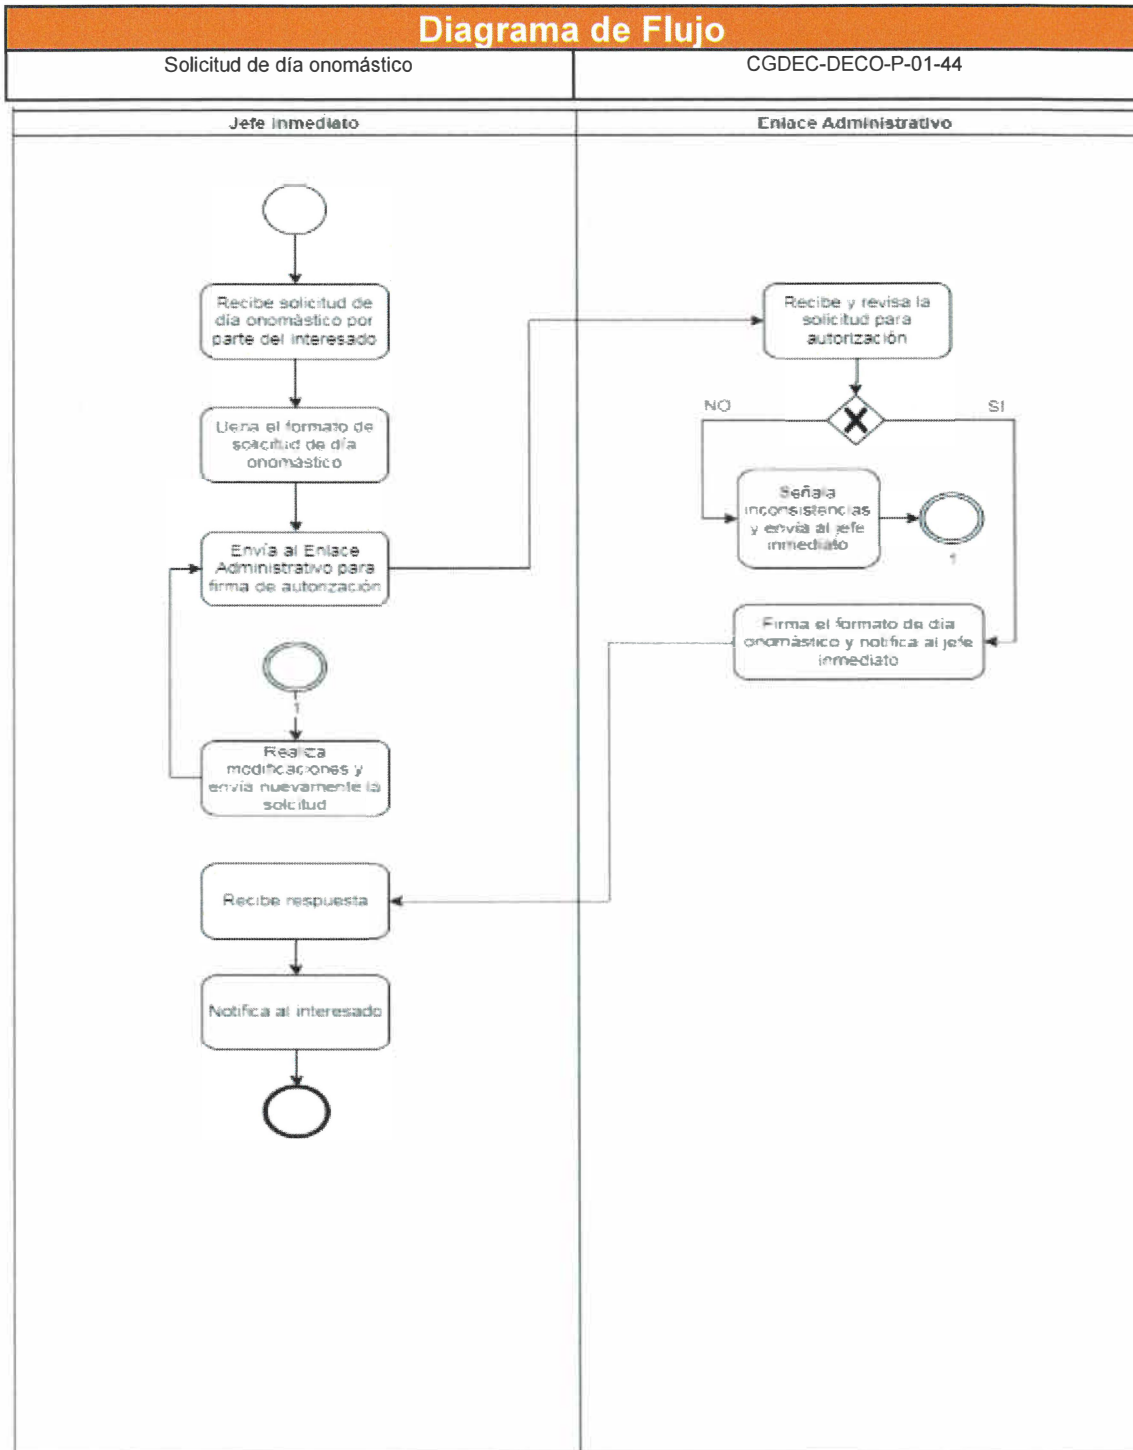 Diagrama de Flujo
Solicitud de día onomástico
CGDEC-DECO-P-01-44
Jefe Inmediato
Enlace Administrativo
Recibe solicitud de
día onomástico por
parte del interesado
Llena el formato de
solicitud de día
onomástico
Envía al Enlace
Administrativo para
firma de autorización
1
Realiza
modificaciones y
envía nuevamente la
solcitud
Recibe respuesta
Notifica al interesado
Recibe y revisa la
solicitud para
autorización
NO
SI
Señala
inconsistencias
y envía al jefe
inmediato
1
Firma el formato de día
onomástico y notifica al jefe
inmediato